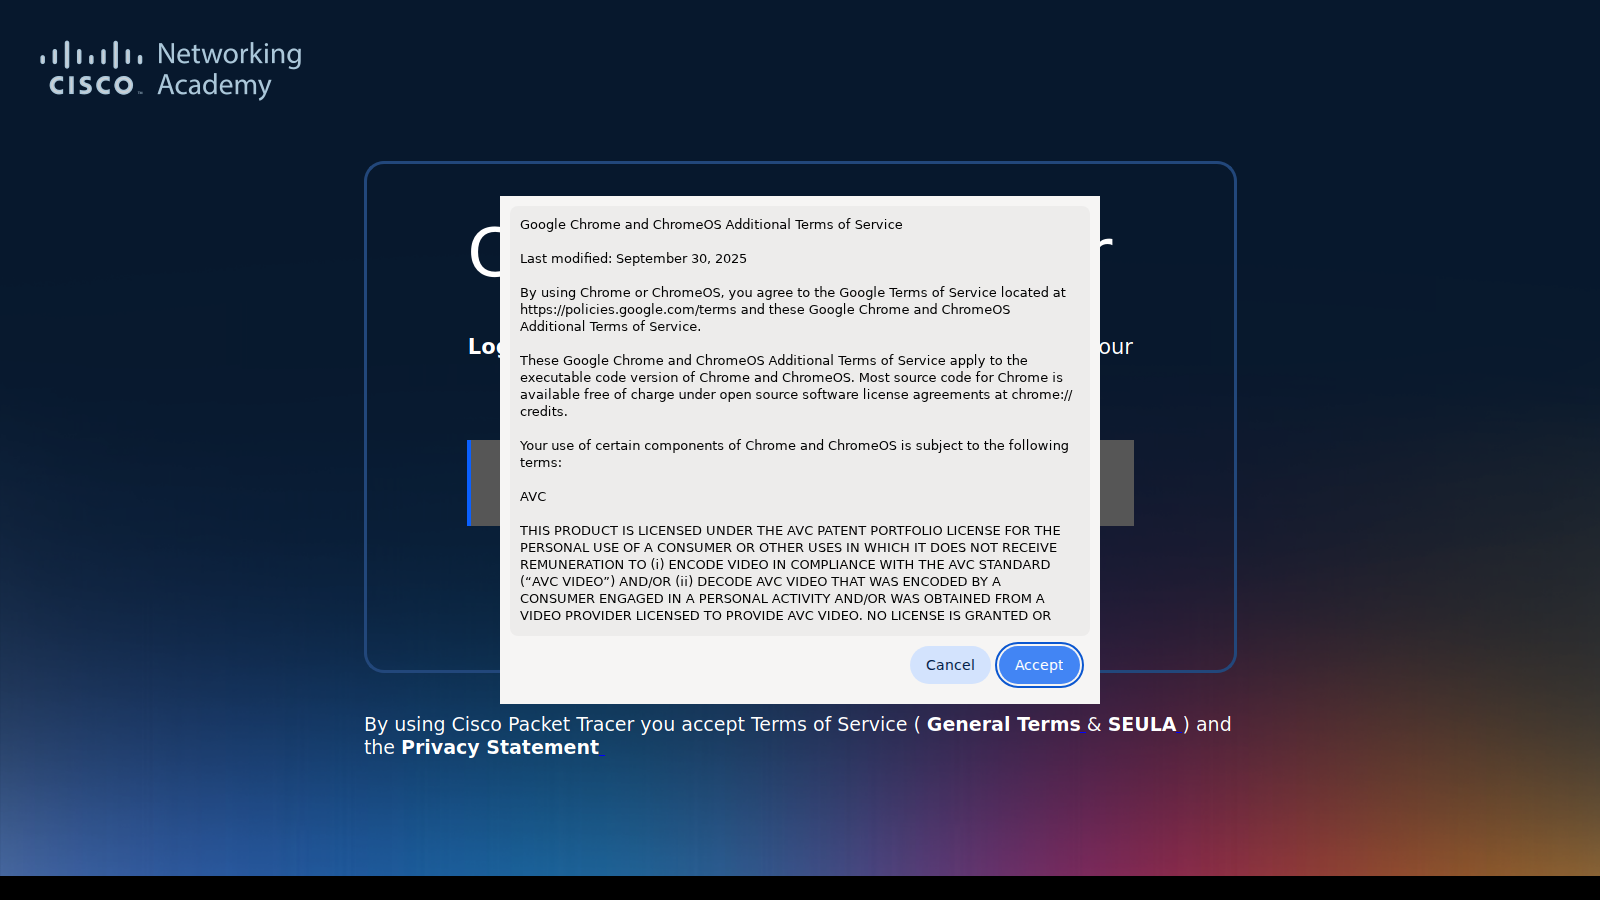 Networking
Academy
CISCO
Google Chrome and ChromeOS Additional Terms of Service
Last modified: September 30, 2025
By using Chrome or ChromeOS, you agree to the Google Terms of Service located at
https://policies.google.com/terms and these Google Chrome and ChromeOS
Additional Terms of Service.
These Google Chrome and ChromeOS Additional Terms of Service apply to the
executable code version of Chrome and ChromeOS. Most source code for Chrome is
available free of charge under open source software license agreements at chrome://
credits.
Your use of certain components of Chrome and ChromeOS is subject to the following
terms:
AVC
THIS PRODUCT IS LICENSED UNDER THE AVC PATENT PORTFOLIO LICENSE FOR THE
PERSONAL USE OF A CONSUMER OR OTHER USES IN WHICH IT DOES NOT RECEIVE
REMUNERATION TO (i) ENCODE VIDEO IN COMPLIANCE WITH THE AVC STANDARD
(“AVC VIDEO”) AND/OR (ii) DECODE AVC VIDEO THAT WAS ENCODED BY A
CONSUMER ENGAGED IN A PERSONAL ACTIVITY AND/OR WAS OBTAINED FROM A
VIDEO PROVIDER LICENSED TO PROVIDE AVC VIDEO. NO LICENSE IS GRANTED OR
Cancel Accept
By using Cisco Packet Tracer you accept Terms of Service ( General Terms & SEULA ) and
the Privacy Statement